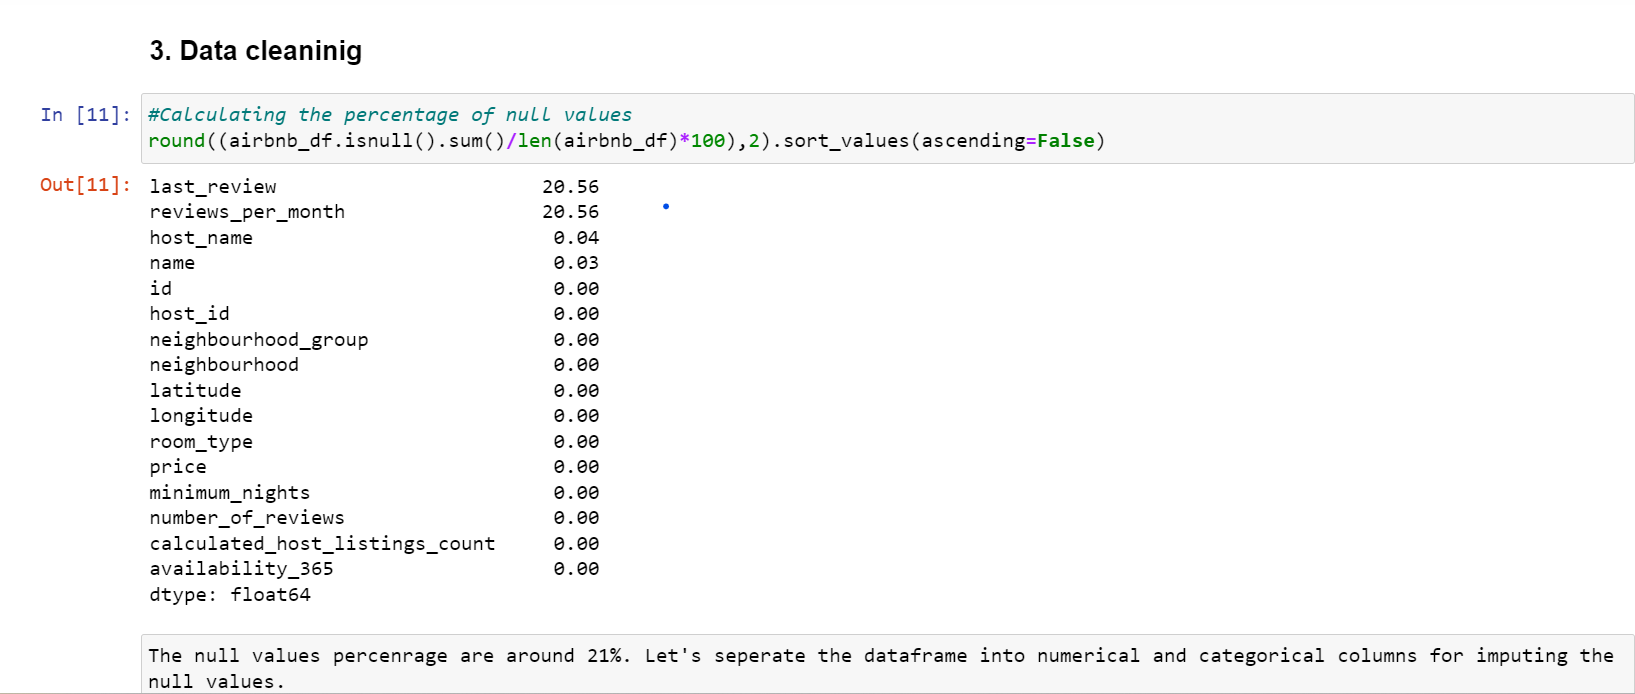 3. Data cleaninig
In [11]: #Calculating the percentage of null values
round((airbnb_df.isnull().sum()/len(airbnb_df)*100),2).sort_values(ascending=False)
Out[11]: last_review 20.56
reviews_per_month 20.56
host_name 0.04
name 0.03
id 0.00
host_id 0.00
neighbourhood_group 0.00
neighbourhood 0.00
latitude 0.00
longitude 0.00
room_type 0.00
price 0.00
minimum_nights 0.00
number_of_reviews 0.00
calculated_host_listings_count 0.00
availability_365 0.00
dtype: float64
The null values percenrage are around 21%. Let's seperate the dataframe into numerical and categorical columns for imputing the
null values.